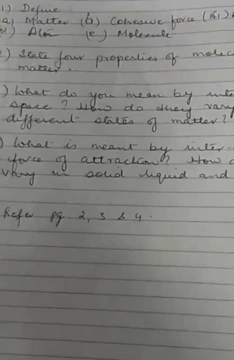 1) Define
a) Matter (b) Cohesive force
d) Atom (e) Molecule
2) State four properties of molec
matter.
) What do you mean by inte
space? How do they vary
different states of matter?
) What is meant by inter-
force of attraction? How d
vary in solid liquid and
Refer pg 2, 3 & 4.